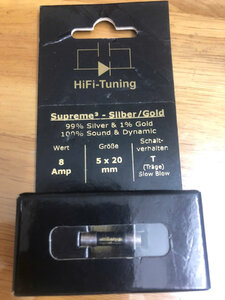 HiFi-Tuning
Supreme³ - Silber/Gold
99% Silver & 1% Gold
100% Sound & Dynamic
Wert
8
Amp
Größe
5 x 20
mm
Schalt-
verhalten
T
(Träge)
Slow Blow